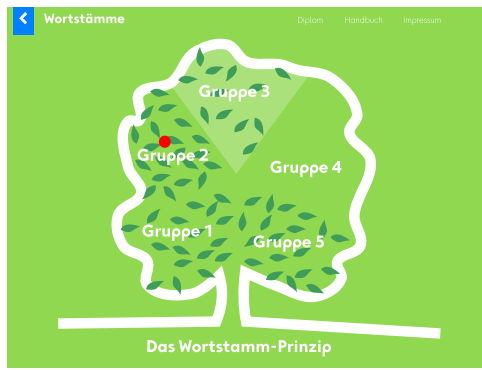 Wortstämme
Diplom Handbuch Impressum
Gruppe 3
Gruppe 2
Gruppe 4
Gruppe 1
Gruppe 5
Das Wortstamm-Prinzip